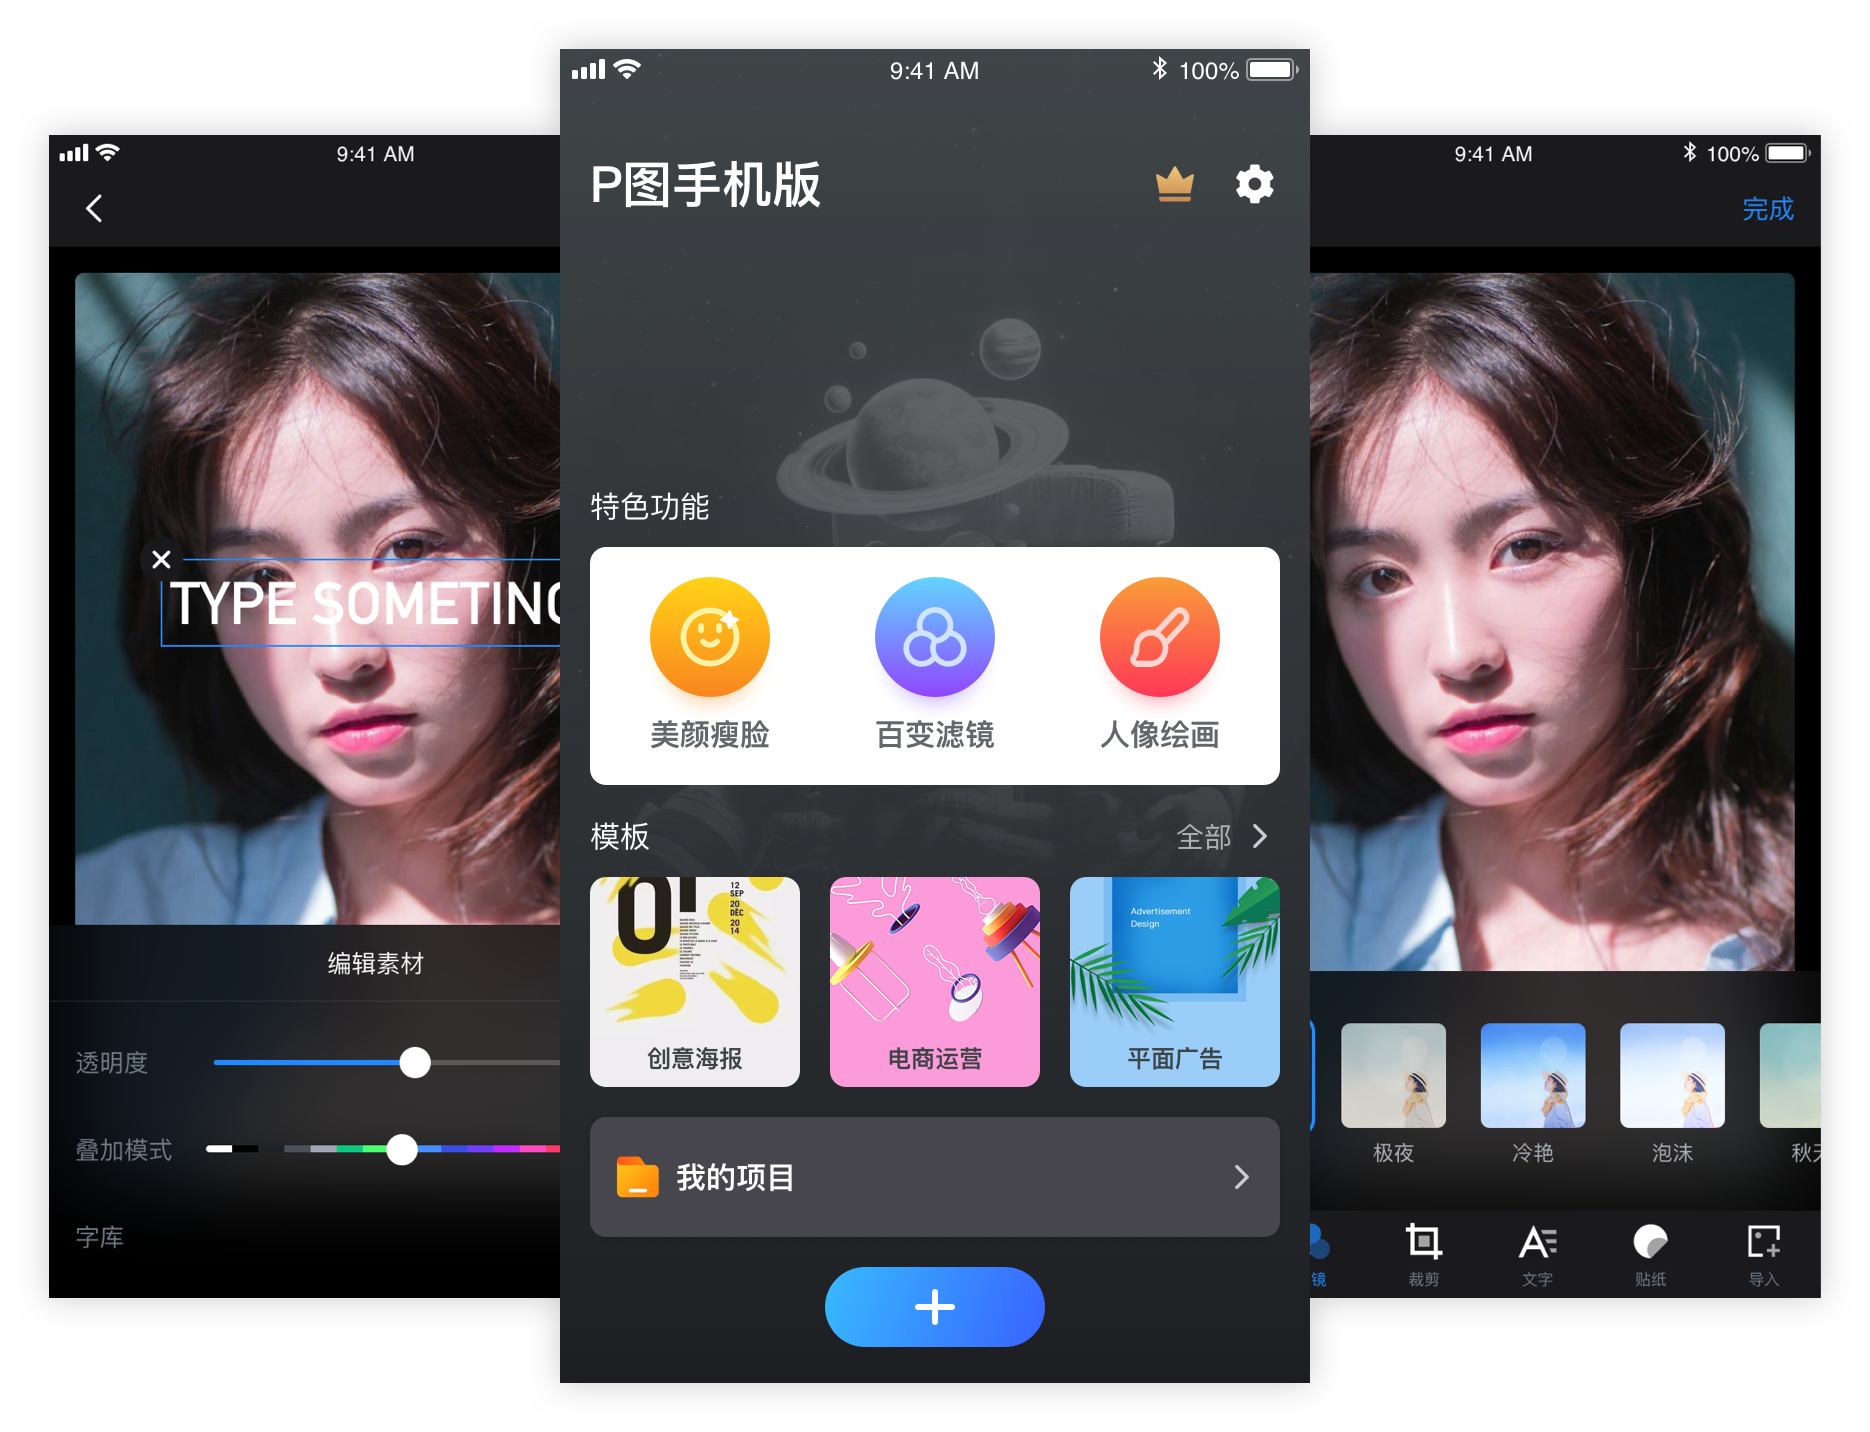 9:41 AM
编辑素材
TYPE SOMETING
透明度
叠加模式
字库
9:41 AM
100%
P图手机版
特色功能
美颜瘦脸
百变滤镜
人像绘画
模板
全部
01
12
SEP
20
DÈC
20
14
创意海报
电商运营
Advertisement
Design
平面广告
我的项目
9:41 AM
100%
完成
极夜
冷艳
泡沫
秋天
镜
裁剪
文字
贴纸
导入